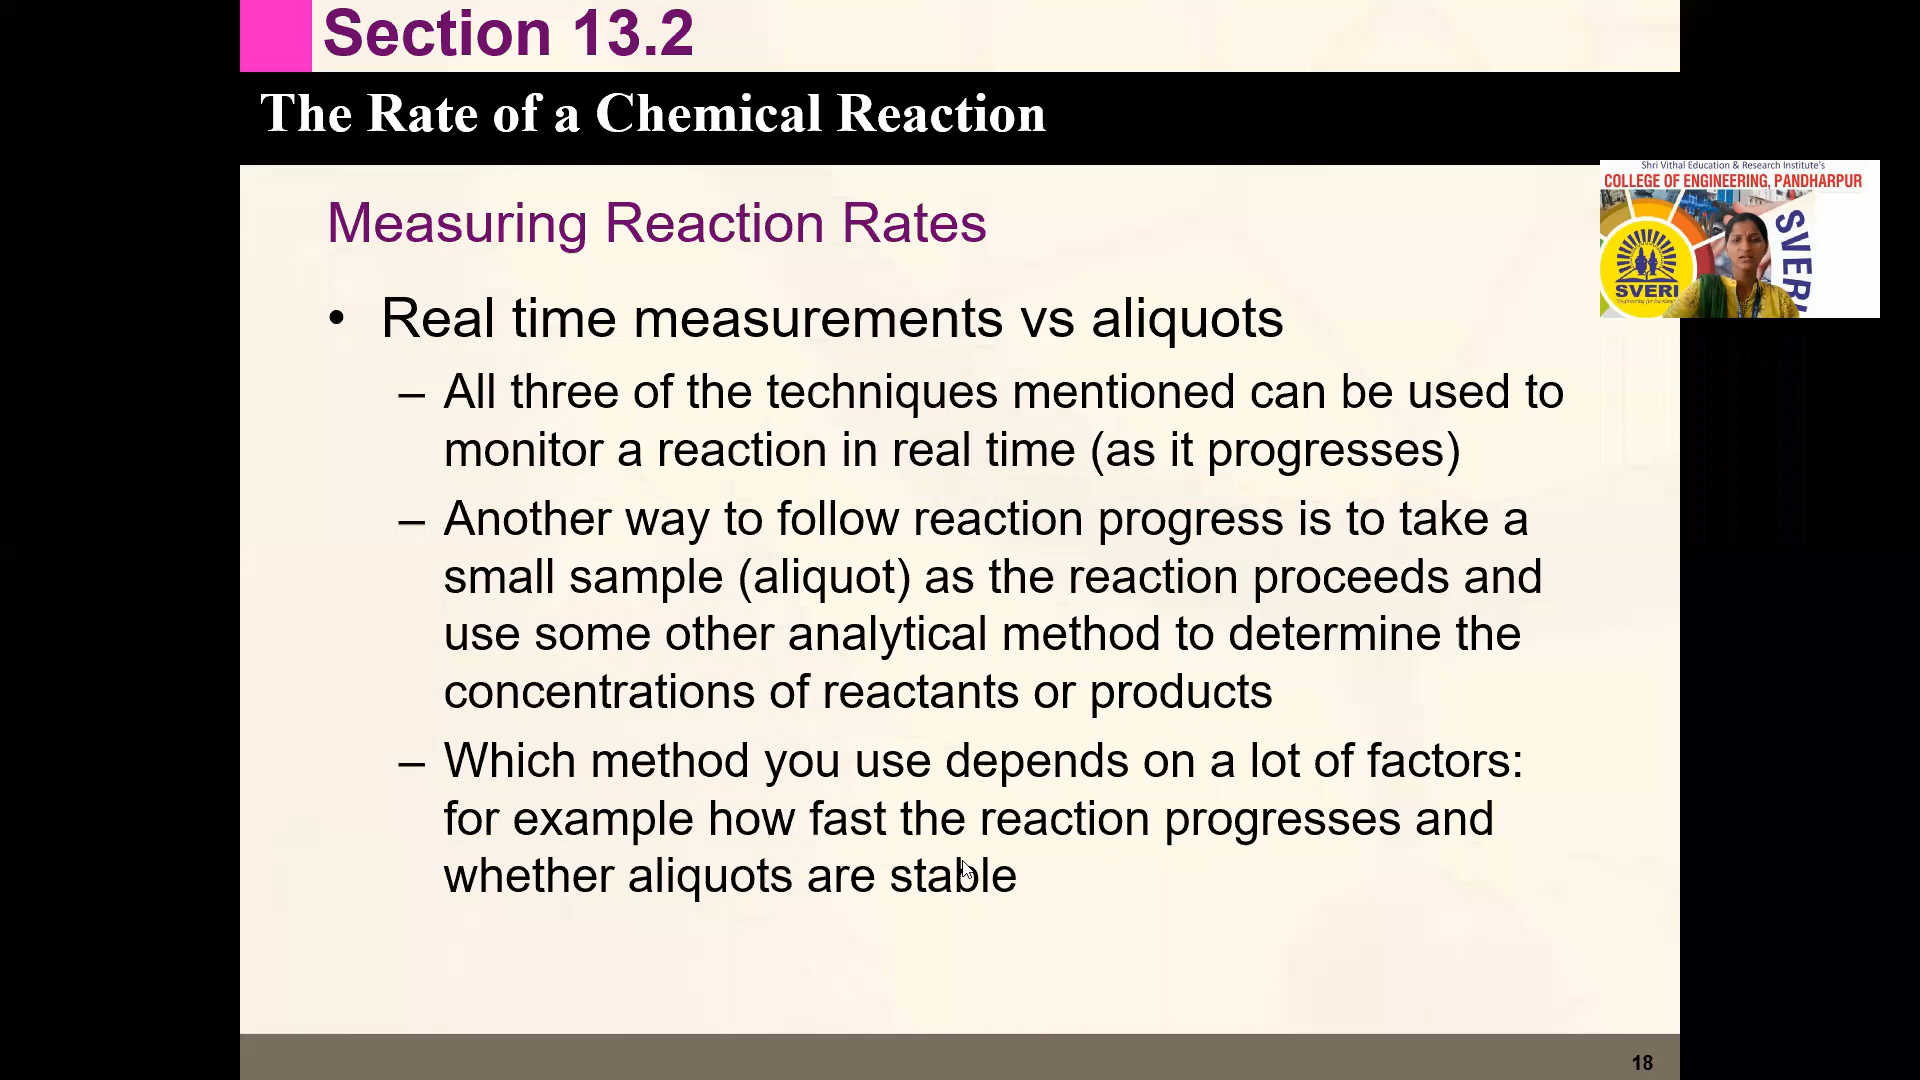 Section 13.2
The Rate of a Chemical Reaction
Shri Vithal Education & Research Institute's
COLLEGE OF ENGINEERING, PANDHARPUR
SVERI
SVERI
Measuring Reaction Rates
• Real time measurements vs aliquots
– All three of the techniques mentioned can be used to
monitor a reaction in real time (as it progresses)
– Another way to follow reaction progress is to take a
small sample (aliquot) as the reaction proceeds and
use some other analytical method to determine the
concentrations of reactants or products
– Which method you use depends on a lot of factors:
for example how fast the reaction progresses and
whether aliquots are stable
18